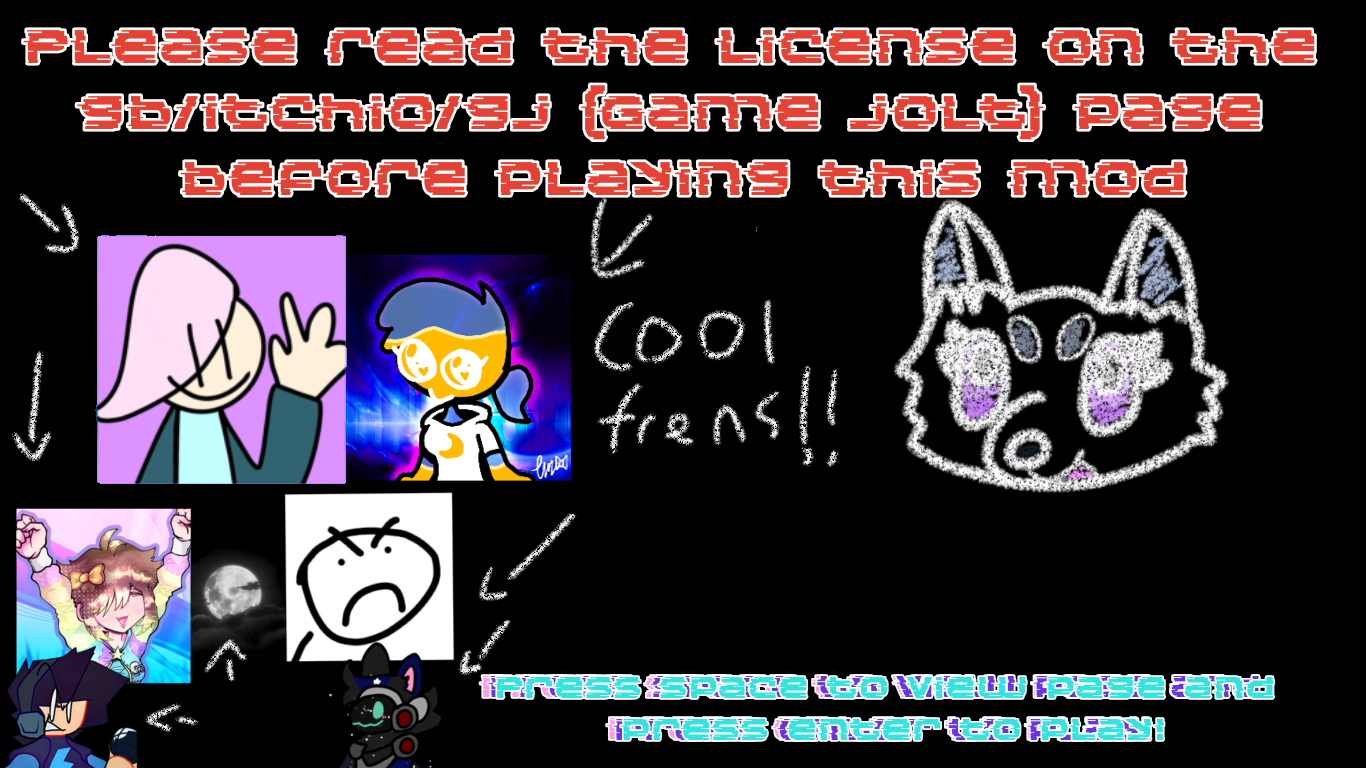 Please read the license on the
gb/itchio/gj {game jolt} page
before playing this mod
cool
frens!!
Press Space to view page and
press enter to play!